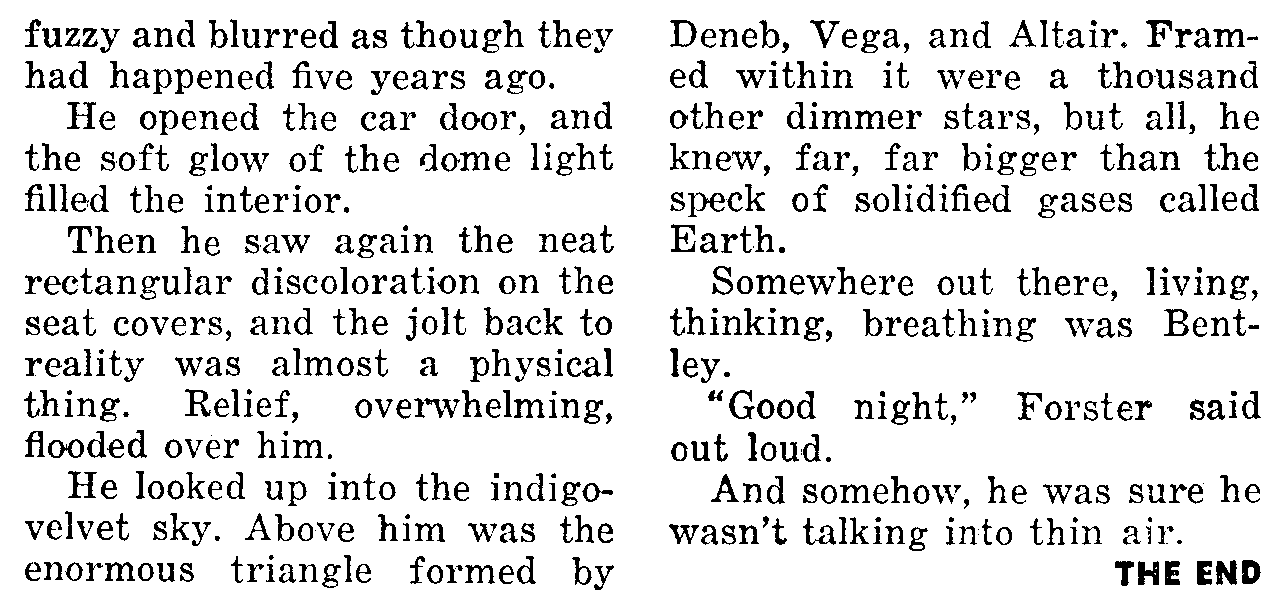 fuzzy and blurred as though they
had happened five years ago.
He opened the car door, and
the soft glow of the dome light
filled the interior.
Then he saw again the neat
rectangular discoloration on the
seat covers, and the jolt back to
reality was almost a physical
thing. Relief, overwhelming,
flooded over him.
He looked up into the indigo-
velvet sky. Above him was the
enormous triangle formed by
Deneb, Vega, and Altair. Fram-
ed within it were a thousand
other dimmer stars, but all, he
knew, far, far bigger than the
speck of solidified gases called
Earth.
Somewhere out there, living,
thinking, breathing was Bent-
ley.
“Good night,” Forster said
out loud.
And somehow, he was sure he
wasn't talking into thin air.
THE END